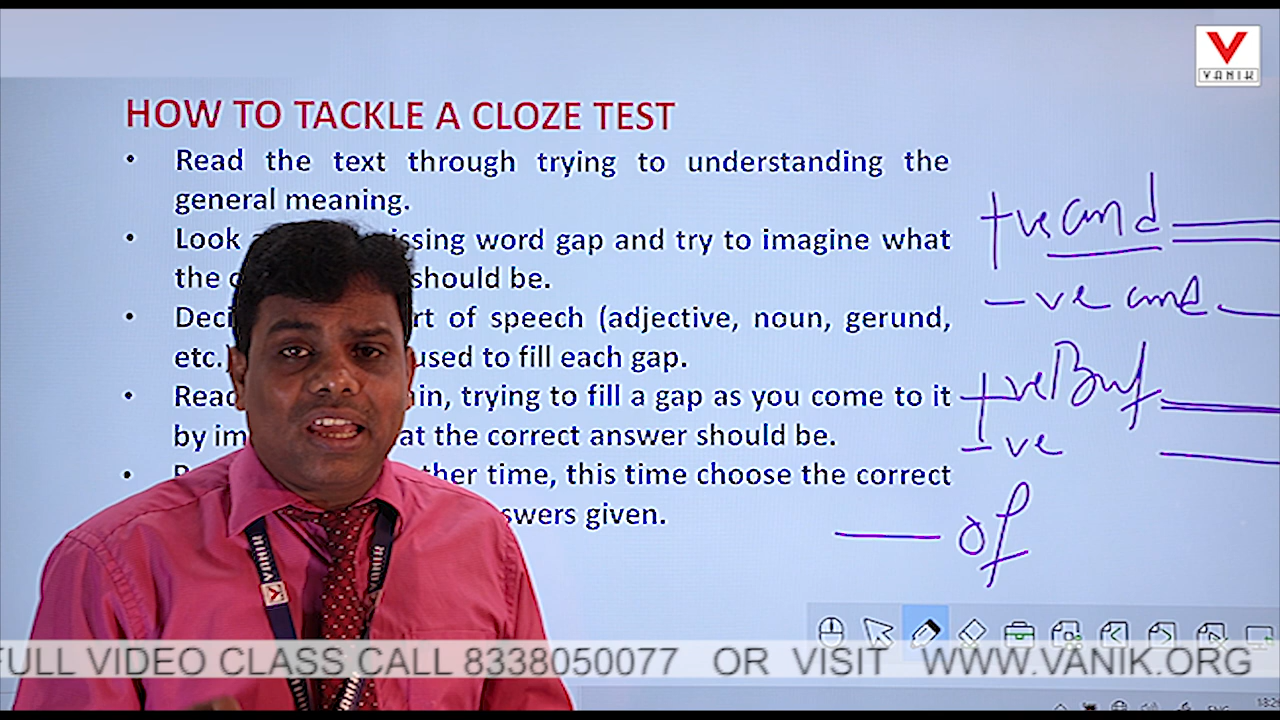 VANIK
HOW TO TACKLE A CLOZE TEST
• Read the text through trying to understanding the
general meaning.
• Look issing word gap and try to imagine what
the should be.
• Deci rt of speech (adjective, noun, gerund,
etc. used to fill each gap.
• Read in, trying to fill a gap as you come to it
by im at the correct answer should be.
• ther time, this time choose the correct
swers given.
+ve and
-ve and
+ve But
-ve
of
VANIK
VANIK
FULL VIDEO CLASS CALL 8338050077 OR VISIT WWW.VANIK.ORG